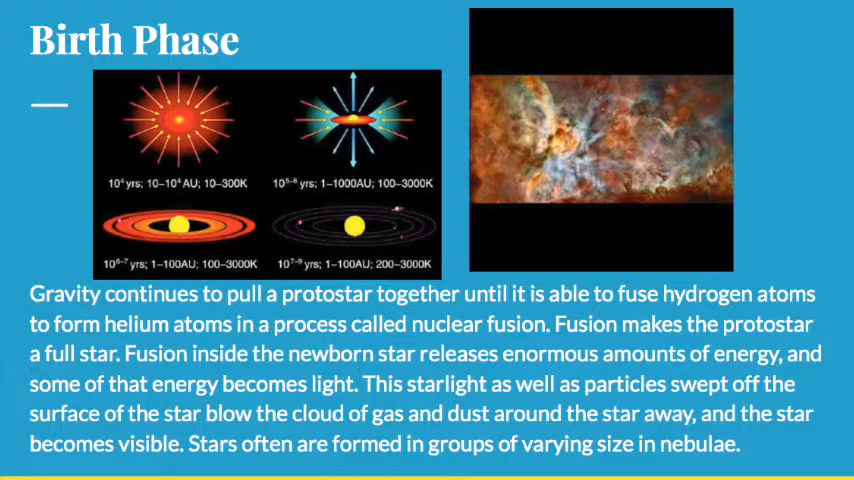 Birth Phase
10⁴ yrs; 10–10⁴ AU; 10–300K
10⁵⁻⁶ yrs; 1–1000AU; 100–3000K
10⁶⁻⁷ yrs; 1–100AU; 100–3000K
10⁷⁻⁹ yrs; 1–100AU; 200–3000K
Gravity continues to pull a protostar together until it is able to fuse hydrogen atoms
to form helium atoms in a process called nuclear fusion. Fusion makes the protostar
a full star. Fusion inside the newborn star releases enormous amounts of energy, and
some of that energy becomes light. This starlight as well as particles swept off the
surface of the star blow the cloud of gas and dust around the star away, and the star
becomes visible. Stars often are formed in groups of varying size in nebulae.